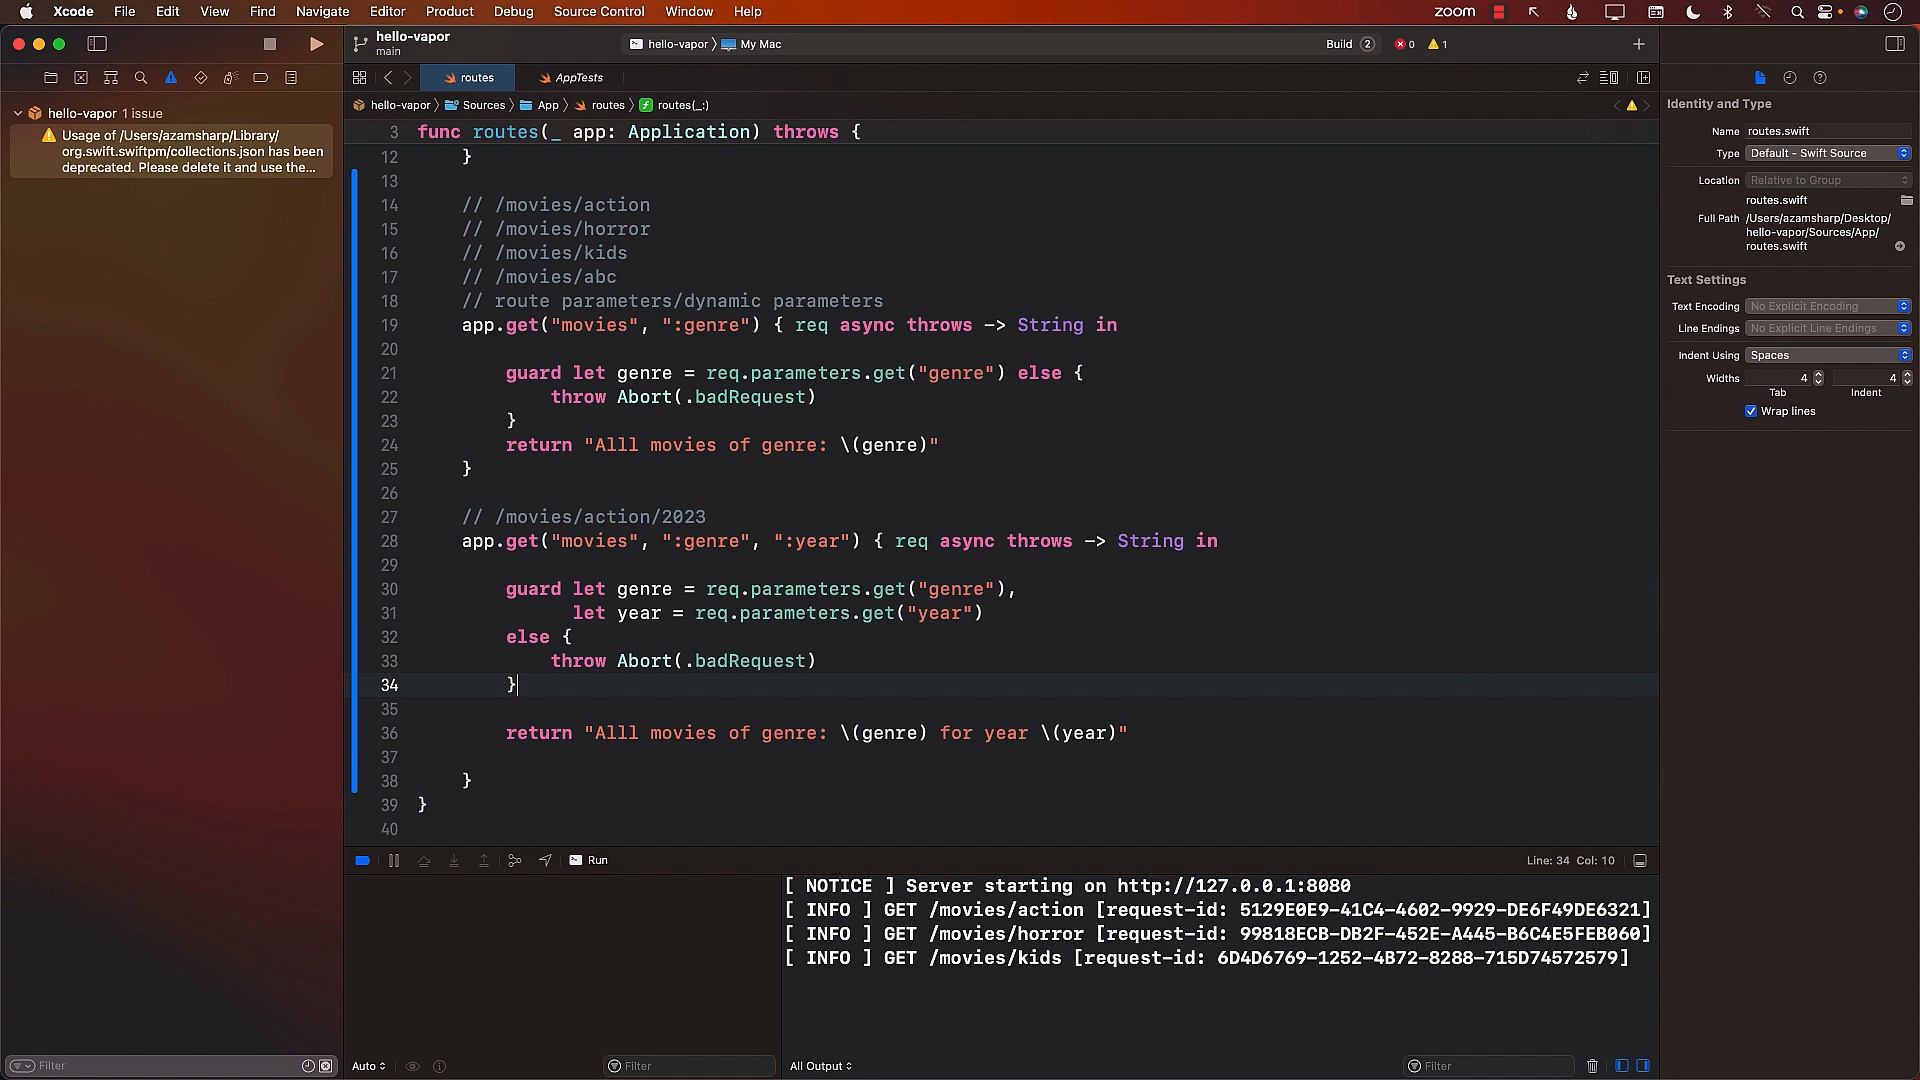 Xcode File Edit View Find Navigate Editor Product Debug Source Control Window Help zoom
hello-vapor
main
hello-vapor 〉 My Mac
Build 2 0 1
routes AppTests
hello-vapor 〉 Sources 〉 App 〉 routes 〉 f routes(_:)
hello-vapor 1 issue
Usage of /Users/azamsharp/Library/
org.swift.swiftpm/collections.json has been
deprecated. Please delete it and use the...
3 func routes(_ app: Application) throws {
12 }
13
14 // /movies/action
15 // /movies/horror
16 // /movies/kids
17 // /movies/abc
18 // route parameters/dynamic parameters
19 app.get("movies", ":genre") { req async throws -> String in
20
21 guard let genre = req.parameters.get("genre") else {
22 throw Abort(.badRequest)
23 }
24 return "Alll movies of genre: \(genre)"
25 }
26
27 // /movies/action/2023
28 app.get("movies", ":genre", ":year") { req async throws -> String in
29
30 guard let genre = req.parameters.get("genre"),
31 let year = req.parameters.get("year")
32 else {
33 throw Abort(.badRequest)
34 }
35
36 return "Alll movies of genre: \(genre) for year \(year)"
37
38 }
39 }
40
Run
Line: 34 Col: 10
[ NOTICE ] Server starting on http://127.0.0.1:8080
[ INFO ] GET /movies/action [request-id: 5129E0E9-41C4-4602-9929-DE6F49DE6321]
[ INFO ] GET /movies/horror [request-id: 99818ECB-DB2F-452E-A445-B6C4E5FEB060]
[ INFO ] GET /movies/kids [request-id: 6D4D6769-1252-4B72-8288-715D74572579]
Filter
Auto
Filter
All Output
Filter
Identity and Type
Name routes.swift
Type Default - Swift Source
Location Relative to Group
routes.swift
Full Path /Users/azamsharp/Desktop/
hello-vapor/Sources/App/
routes.swift
Text Settings
Text Encoding No Explicit Encoding
Line Endings No Explicit Line Endings
Indent Using Spaces
Widths 4 4
Tab Indent
Wrap lines